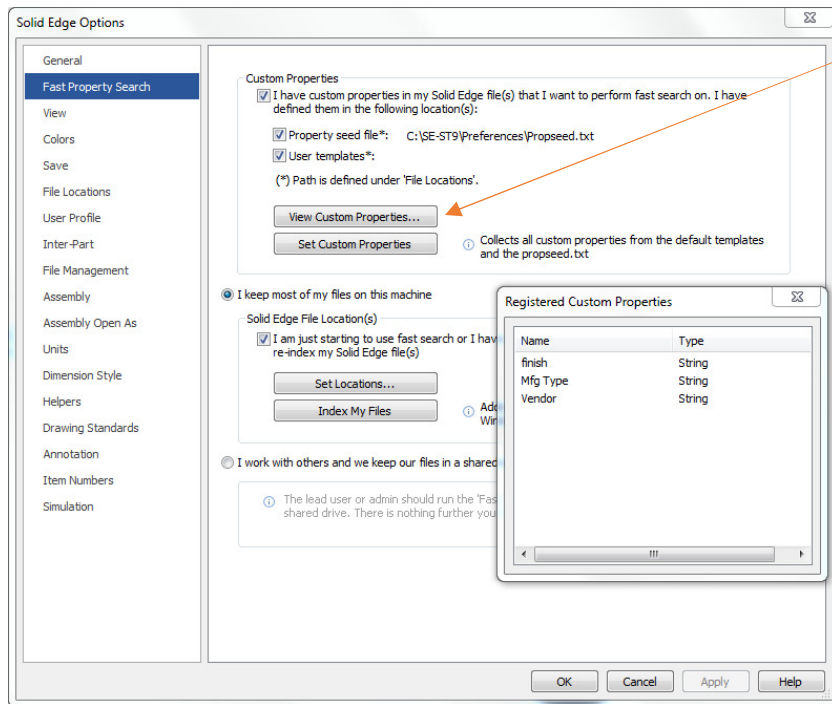 Solid Edge Options
General
Fast Property Search
View
Colors
Save
File Locations
User Profile
Inter-Part
File Management
Assembly
Assembly Open As
Units
Dimension Style
Helpers
Drawing Standards
Annotation
Item Numbers
Simulation
Custom Properties
I have custom properties in my Solid Edge file(s) that I want to perform fast search on. I have
defined them in the following location(s):
Property seed file*: C:\SE-ST9\Preferences\Propseed.txt
User templates*:
(*) Path is defined under 'File Locations'.
View Custom Properties...
Set Custom Properties
Collects all custom properties from the default templates
and the propseed.txt
I keep most of my files on this machine
Solid Edge File Location(s)
I am just starting to use fast search or I hav
re-index my Solid Edge file(s)
Set Locations...
Index My Files
Add
Win
I work with others and we keep our files in a shared
The lead user or admin should run the 'Fas
shared drive. There is nothing further you
Registered Custom Properties
Name Type
finish String
Mfg Type String
Vendor String
OK Cancel Apply Help